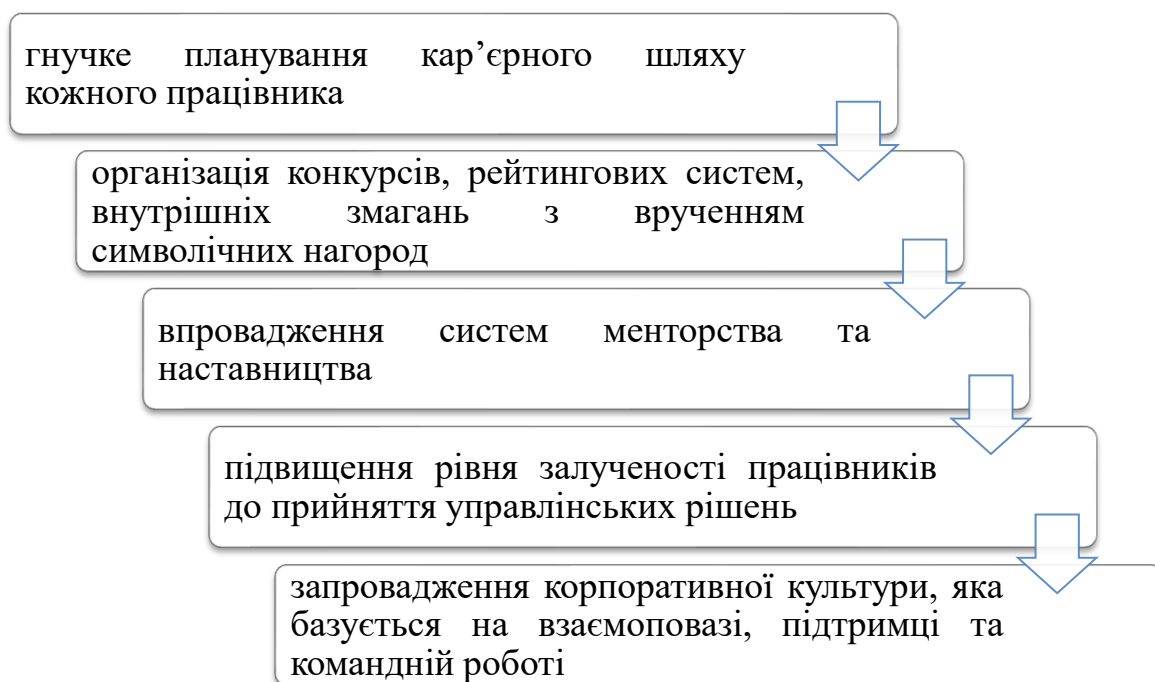 гнучке планування кар’єрного шляху
кожного працівника
організація конкурсів, рейтингових систем,
внутрішніх змагань з врученням
символічних нагород
впровадження систем менторства та
наставництва
підвищення рівня залученості працівників
до прийняття управлінських рішень
запровадження корпоративної культури, яка
базується на взаємоповазі, підтримці та
командній роботі